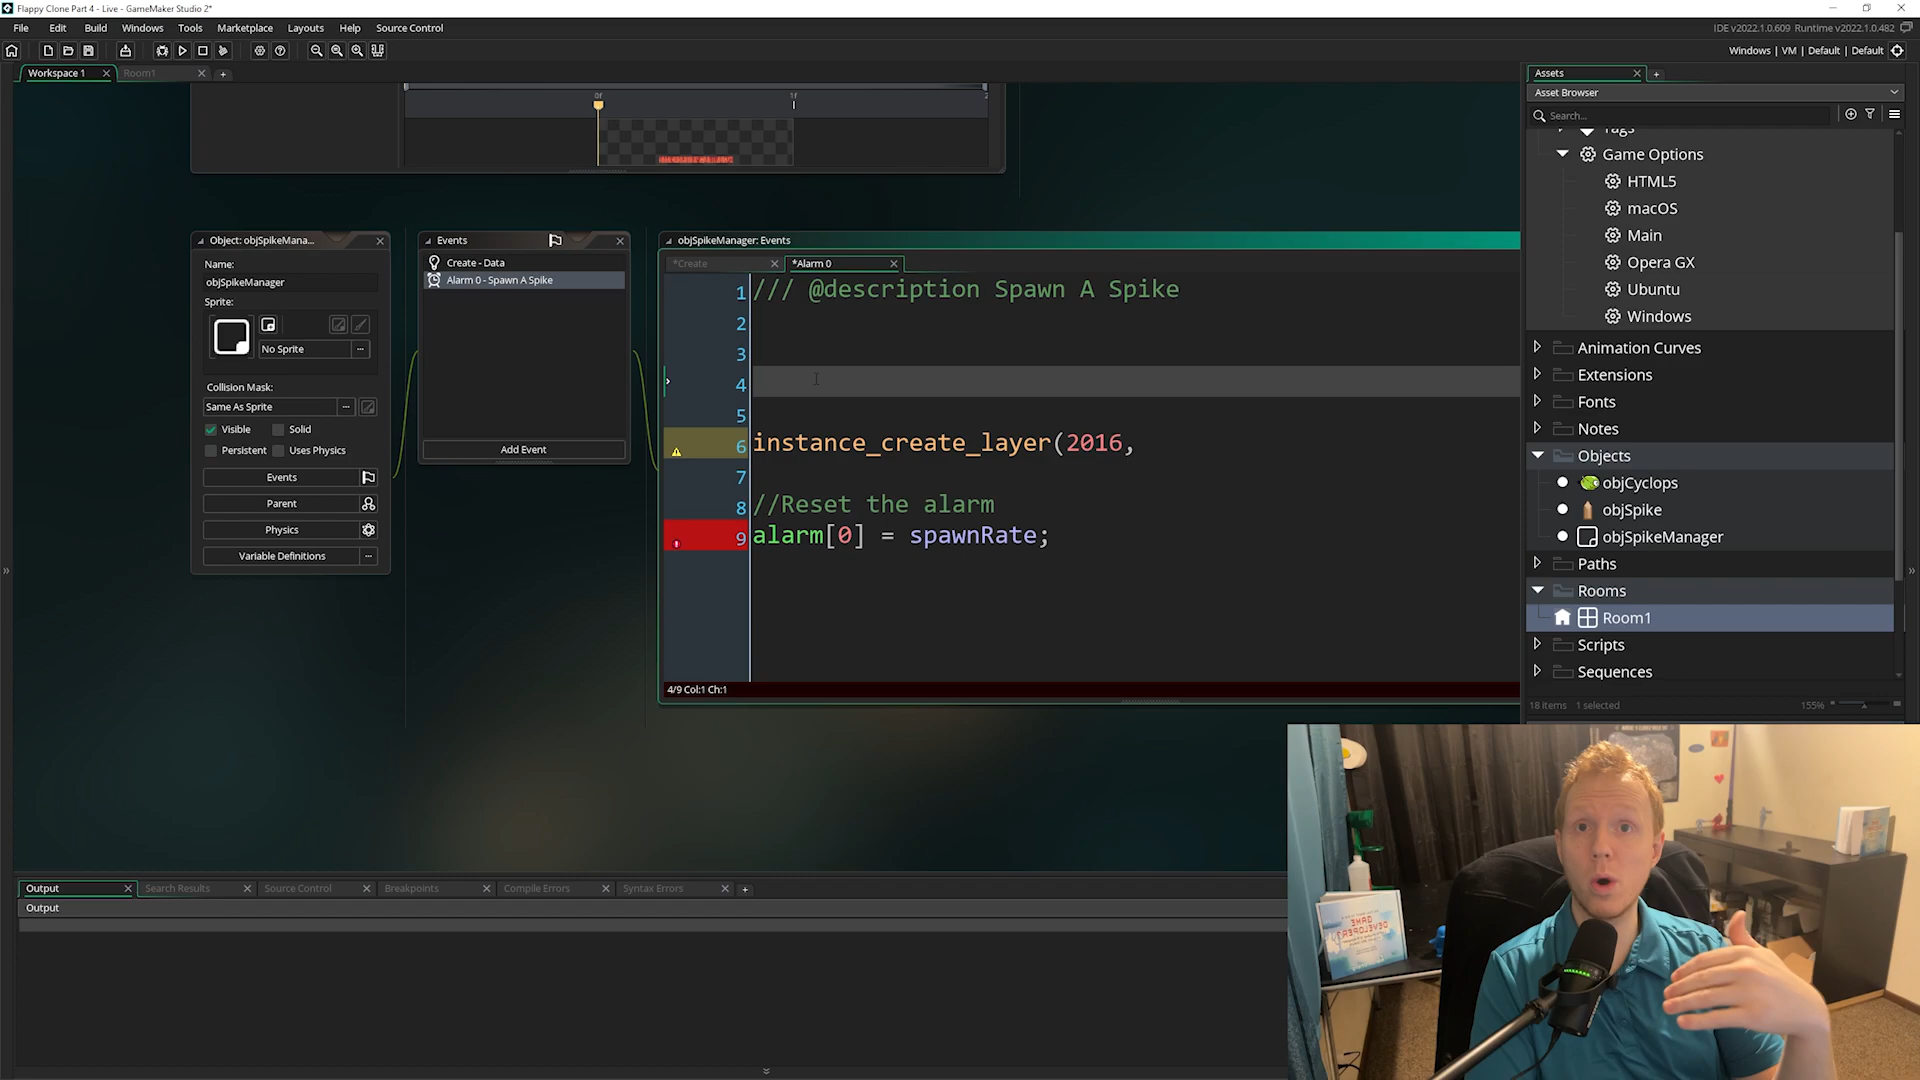 Flappy Clone Part 4 - Live - GameMaker Studio 2*
File Edit Build Windows Tools Marketplace Layouts Help Source Control
IDE v2022.1.0.609 Runtime v2022.1.0.482
Windows | VM | Default | Default
Workspace 1
Room1
0f
1f
Object: objSpikeMana...
Name:
objSpikeManager
Sprite:
No Sprite
...
Collision Mask:
Same As Sprite
...
Visible
Solid
Persistent
Uses Physics
Events
Parent
Physics
Variable Definitions
...
Events
Create - Data
Alarm 0 - Spawn A Spike
Add Event
objSpikeManager: Events
*Create
*Alarm 0
1 /// @description Spawn A Spike
2
3
4
5
6 instance_create_layer(2016,
7
8 //Reset the alarm
9 alarm[0] = spawnRate;
4/9 Col:1 Ch:1
Assets
Asset Browser
Search...
Tags
Game Options
HTML5
macOS
Main
Opera GX
Ubuntu
Windows
Animation Curves
Extensions
Fonts
Notes
Objects
objCyclops
objSpike
objSpikeManager
Paths
Rooms
Room1
Scripts
Sequences
18 items 1 selected
155%
Output
Search Results
Source Control
Breakpoints
Compile Errors
Syntax Errors
Output